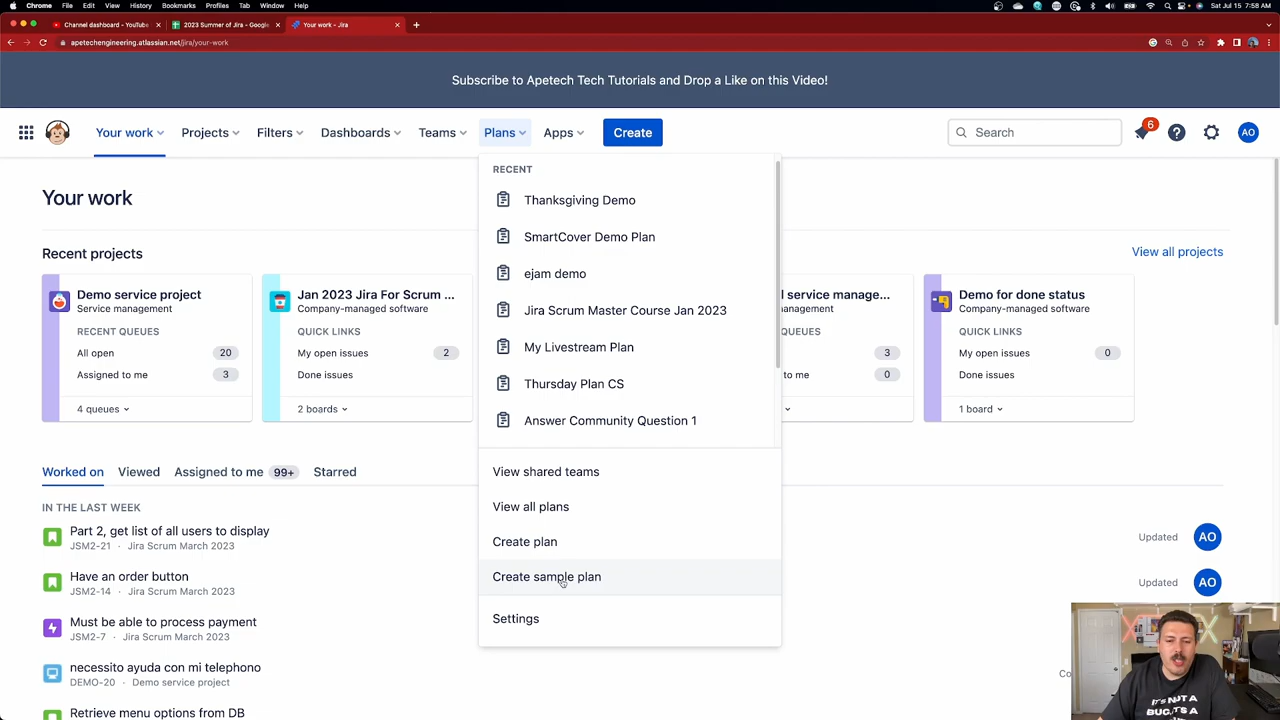 Chrome File Edit View History Bookmarks Profiles Tab Window Help Sat Jul 15 7:58 AM
Channel dashboard - YouTube 2023 Summer of Jira - Google Your work - Jira
apetechengineering.atlassian.net/jira/your-work
Subscribe to Apetech Tech Tutorials and Drop a Like on this Video!
Your work Projects Filters Dashboards Teams Plans Apps Create Search 6 AO
RECENT
Thanksgiving Demo
SmartCover Demo Plan
ejam demo
Jira Scrum Master Course Jan 2023
My Livestream Plan
Thursday Plan CS
Answer Community Question 1
View shared teams
View all plans
Create plan
Create sample plan
Settings
Your work
Recent projects View all projects
Demo service project
Service management
RECENT QUEUES
All open 20
Assigned to me 3
4 queues
Jan 2023 Jira For Scrum ...
Company-managed software
QUICK LINKS
My open issues 2
Done issues
2 boards
service manage...
anagement
QUEUES
3
to me 0
Demo for done status
Company-managed software
QUICK LINKS
My open issues 0
Done issues
1 board
Worked on Viewed Assigned to me 99+ Starred
IN THE LAST WEEK
Part 2, get list of all users to display
JSM2-21 · Jira Scrum March 2023
Updated AO
Have an order button
JSM2-14 · Jira Scrum March 2023
Updated AO
Must be able to process payment
JSM2-7 · Jira Scrum March 2023
necessito ayuda con mi telephono
DEMO-20 · Demo service project
Co
Retrieve menu options from DB
IT'S NOT A